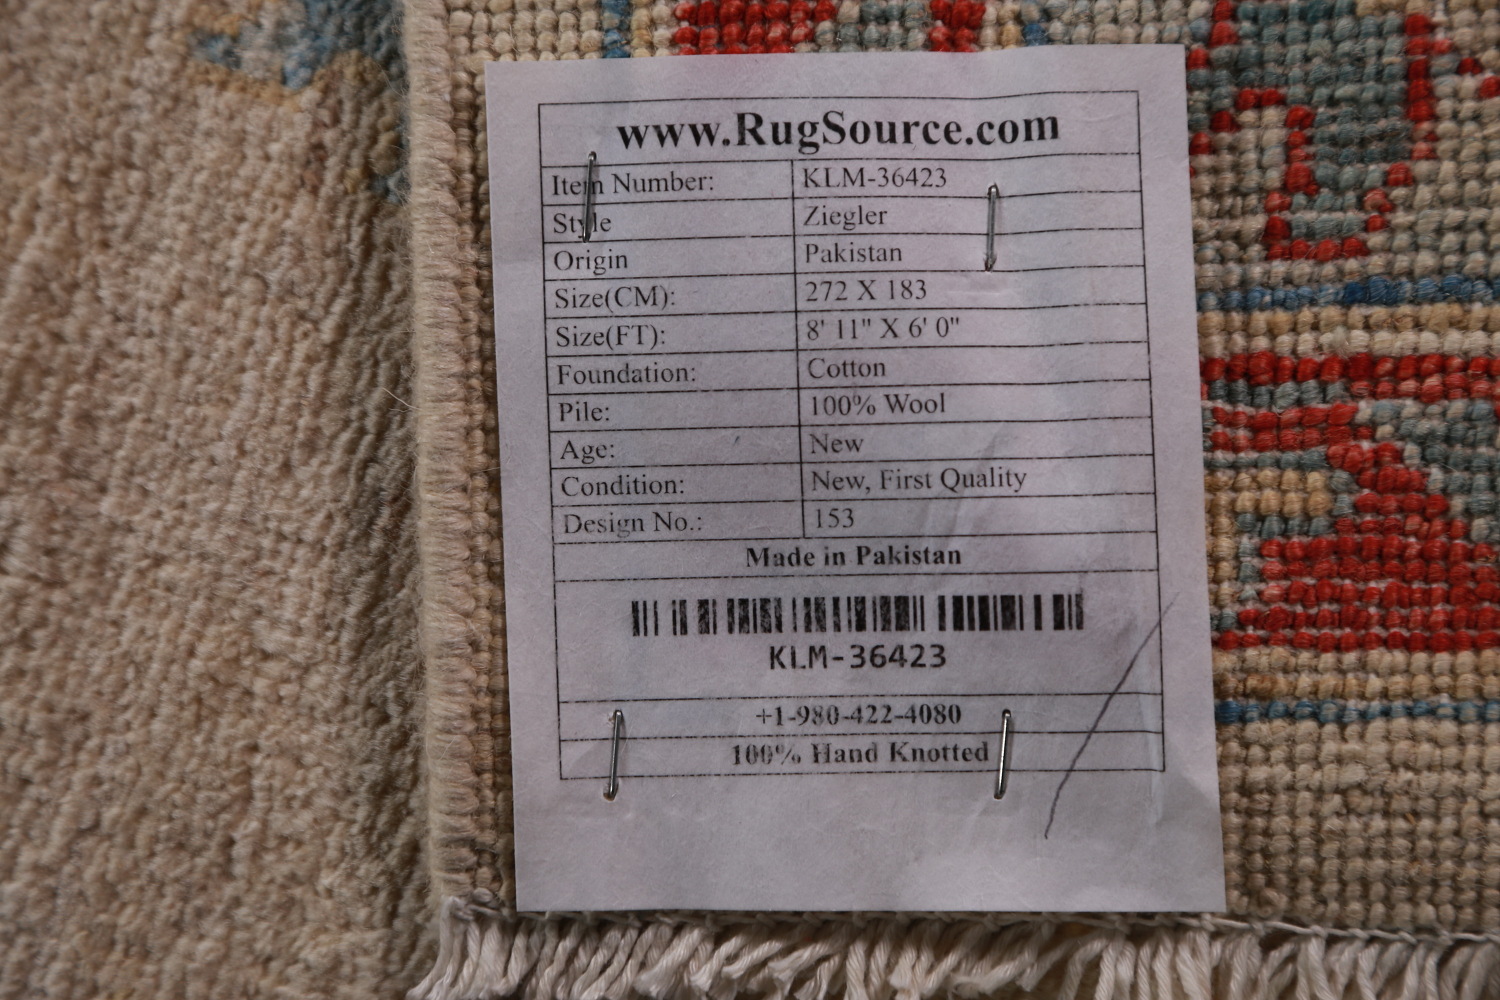 www.RugSource.com
Item Number: KLM-36423
Style Ziegler
Origin Pakistan
Size(CM): 272 X 183
Size(FT): 8' 11" X 6' 0"
Foundation: Cotton
Pile: 100% Wool
Age: New
Condition: New, First Quality
Design No.: 153
Made in Pakistan
KLM-36423
+1-980-422-4080
100% Hand Knotted